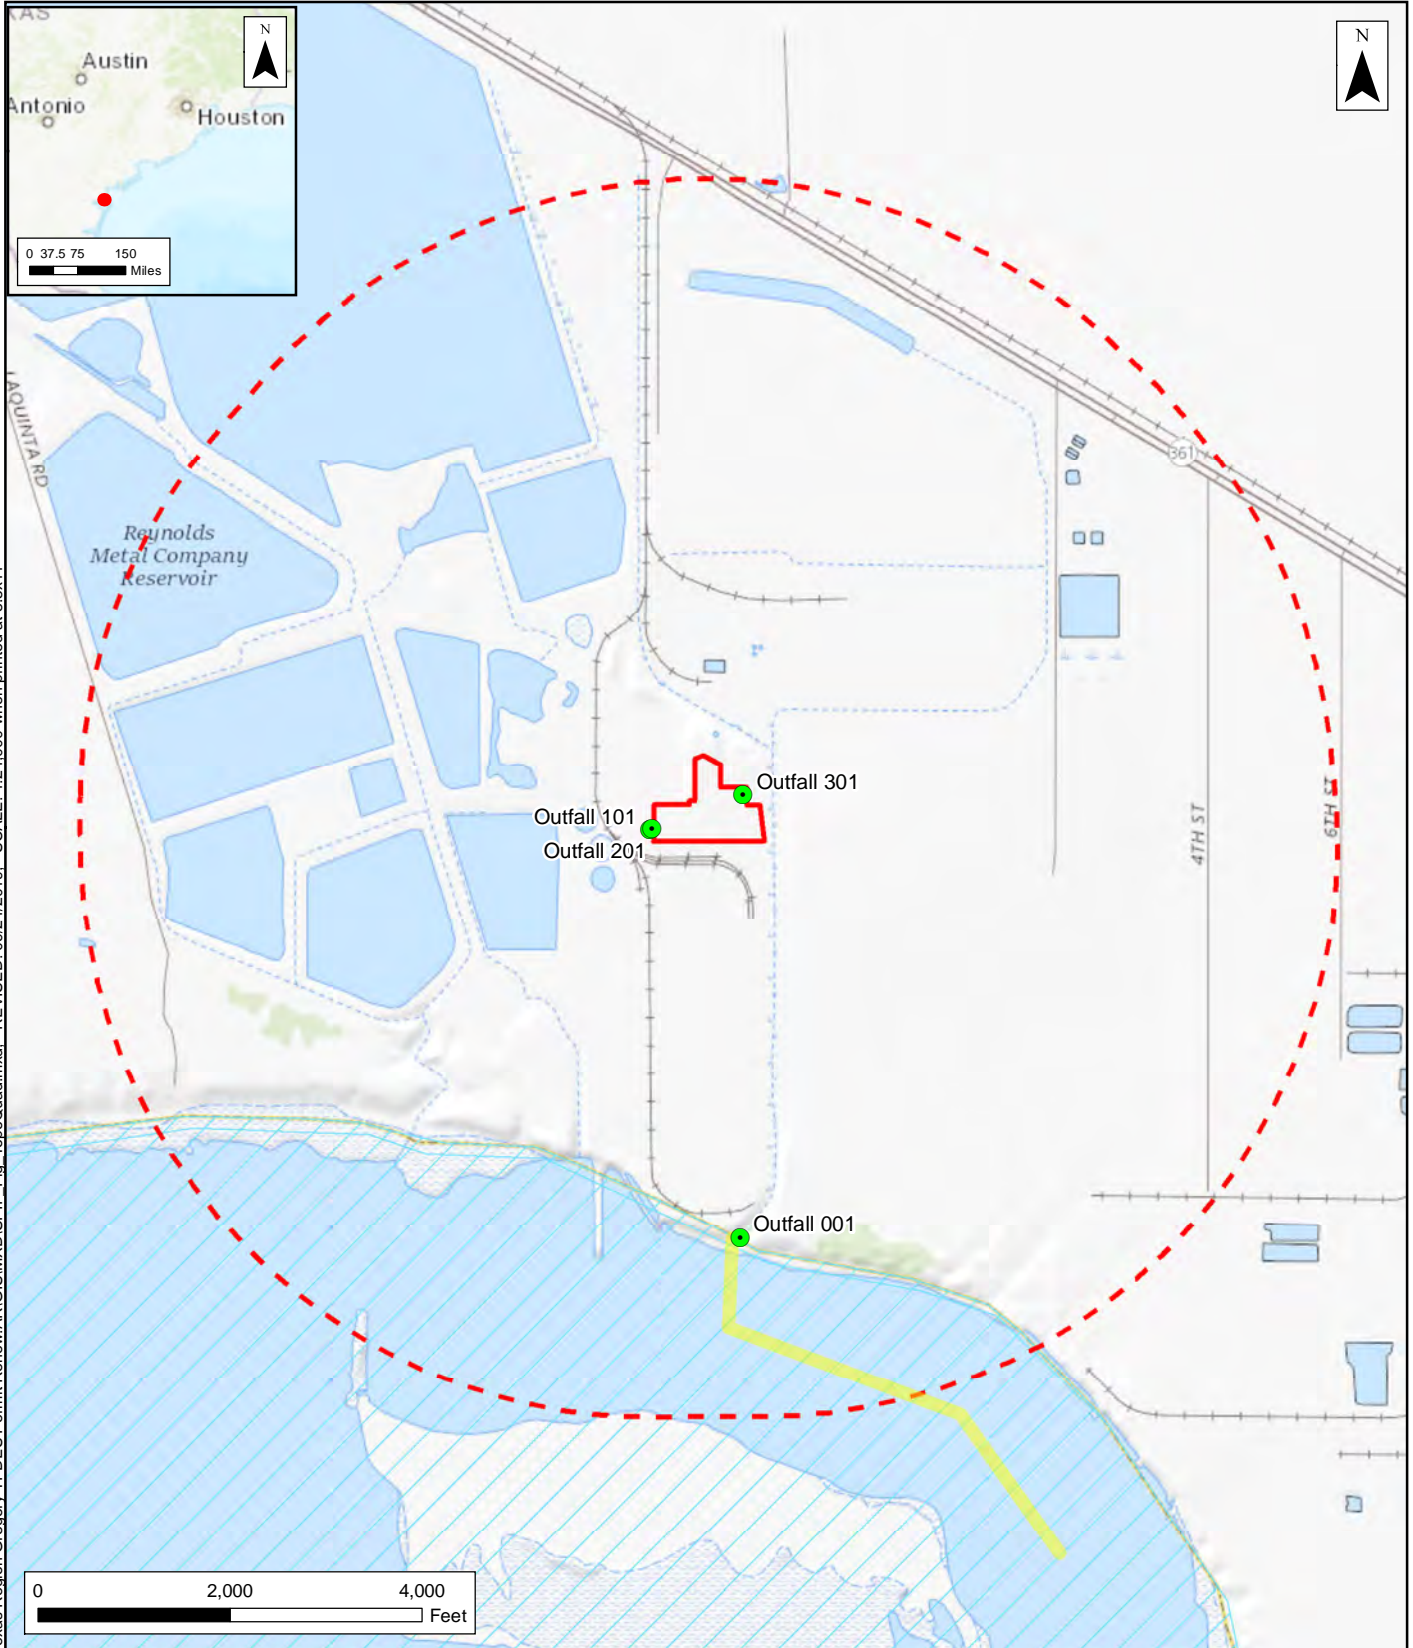 XAS
Austin
Antonio
Houston
N
0 37.5 75 150
Miles
N
LAQUINTA RD
361
Reynolds
Metal Company
Reservoir
Outfall 301
Outfall 101
Outfall 201
4TH ST
6TH ST
Outfall 001
0 2,000 4,000
Feet